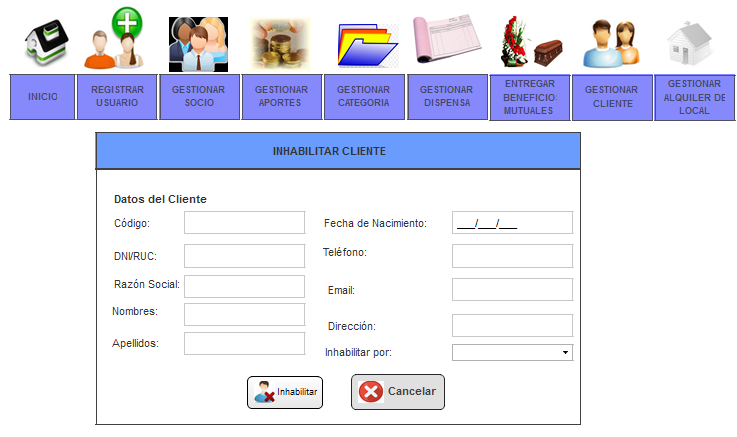 INICIO
REGISTRAR
USUARIO
GESTIONAR
SOCIO
GESTIONAR
APORTES
GESTIONAR
CATEGORIA
GESTIONAR
DISPENSA
ENTREGAR
BENEFICIO:
MUTUALES
GESTIONAR
CLIENTE
GESTIONAR
ALQUILER DE
LOCAL
INHABILITAR CLIENTE
Datos del Cliente
Código:
Fecha de Nacimiento:
___/___/___
DNI/RUC:
Teléfono:
Razón Social:
Email:
Nombres:
Dirección:
Apellidos:
Inhabilitar por:
Inhabilitar
Cancelar